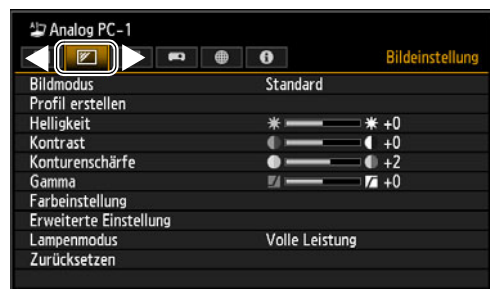 Analog PC-1
Bildeinstellung
Bildmodus Standard
Profil erstellen
Helligkeit +0
Kontrast +0
Konturenschärfe +2
Gamma +0
Farbeinstellung
Erweiterte Einstellung
Lampenmodus Volle Leistung
Zurücksetzen